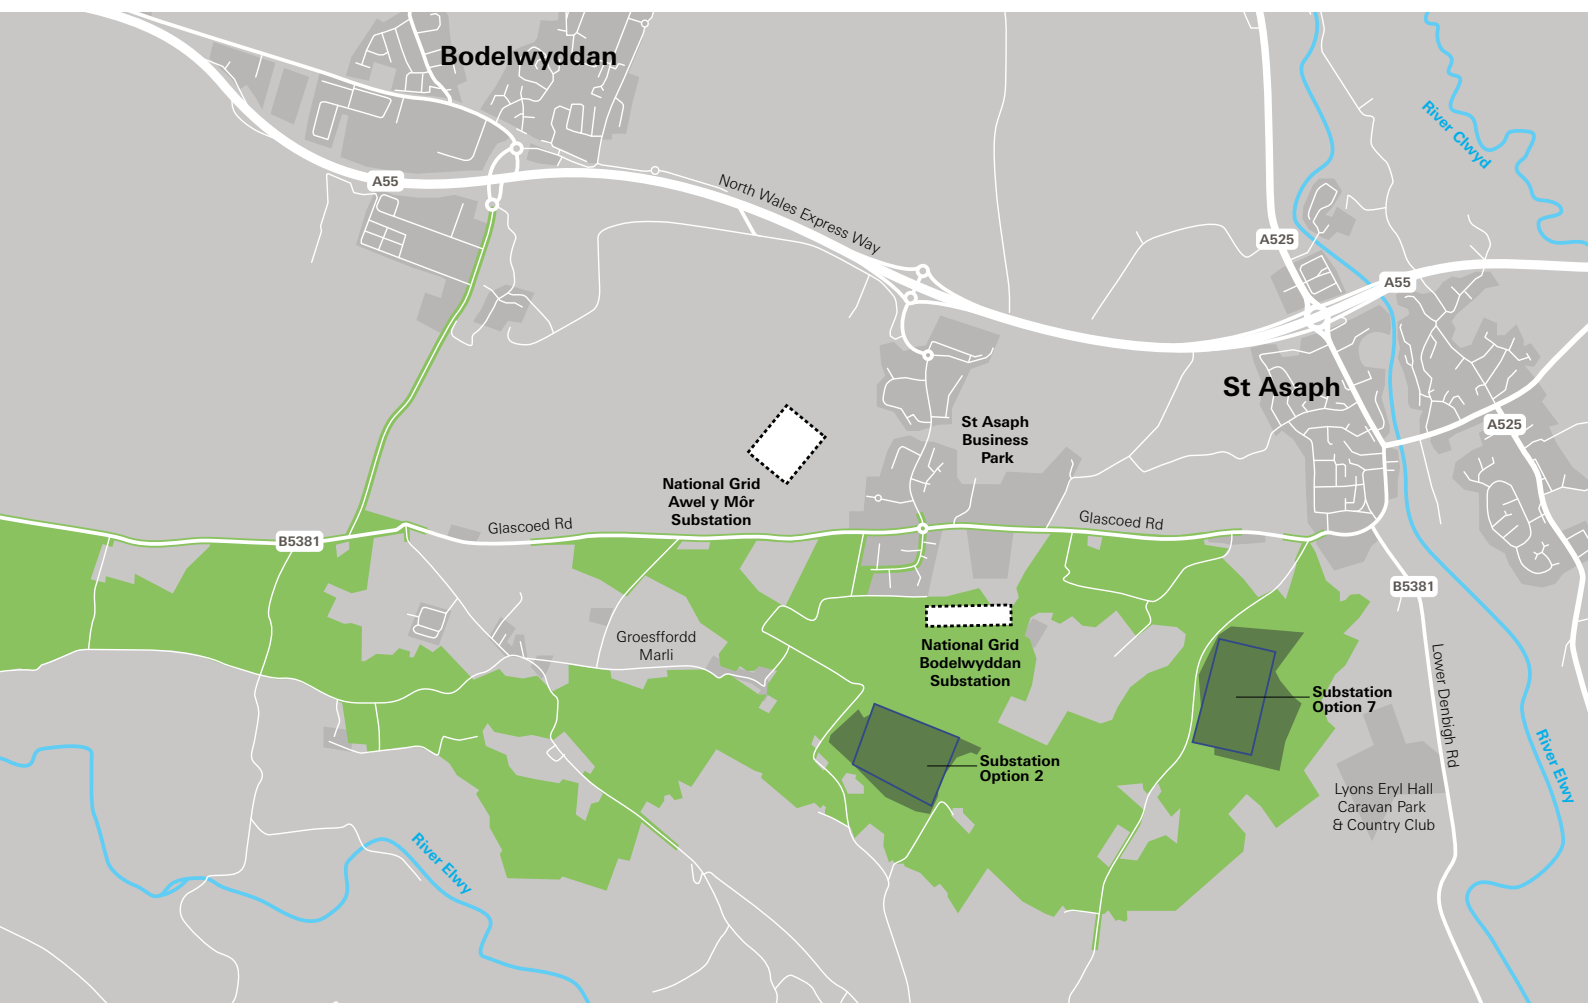 Bodelwyddan
River Clwyd
A55
North Wales Express Way
A525
A55
St Asaph
A525
St Asaph
Business
Park
National Grid
Awel y Môr
Substation
Glascoed Rd
Glascoed Rd
B5381
B5381
Groesffordd
Marli
National Grid
Bodelwyddan
Substation
Lower Denbigh Rd
Substation
Option 7
Substation
Option 2
River Elwy
Lyons Eryl Hall
Caravan Park
& Country Club
River Elwy